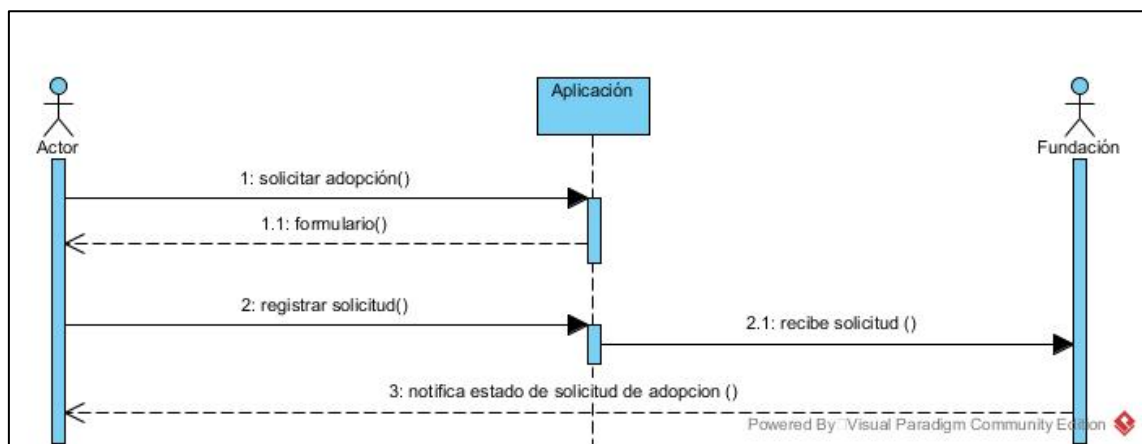 Aplicación
Actor
Fundación
1: solicitar adopción()
1.1: formulario()
2: registrar solicitud()
2.1: recibe solicitud ()
3: notifica estado de solicitud de adopcion ()
Powered By Visual Paradigm Community Edition